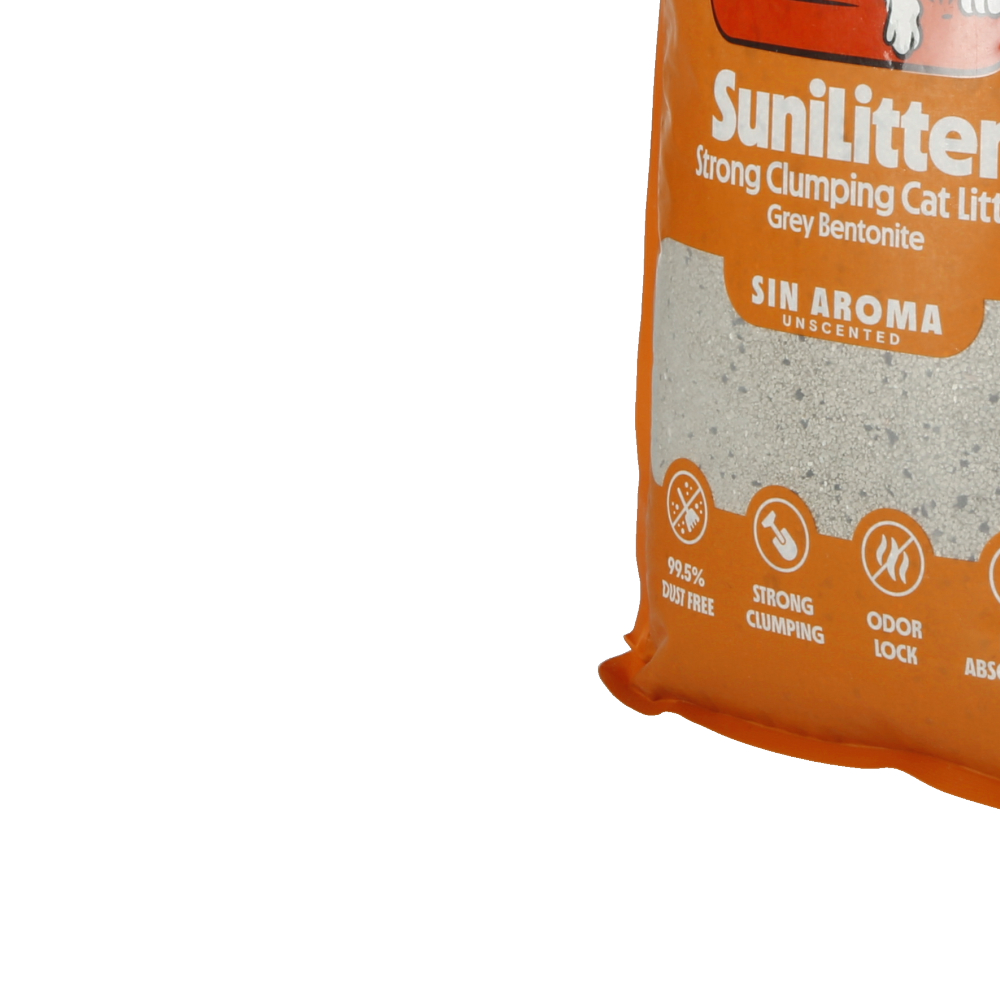 SuniLitter
Strong Clumping Cat Litt
Grey Bentonite
SIN AROMA
UNSCENTED
99.5%
DUST FREE
STRONG
CLUMPING
ODOR
LOCK
ABSO